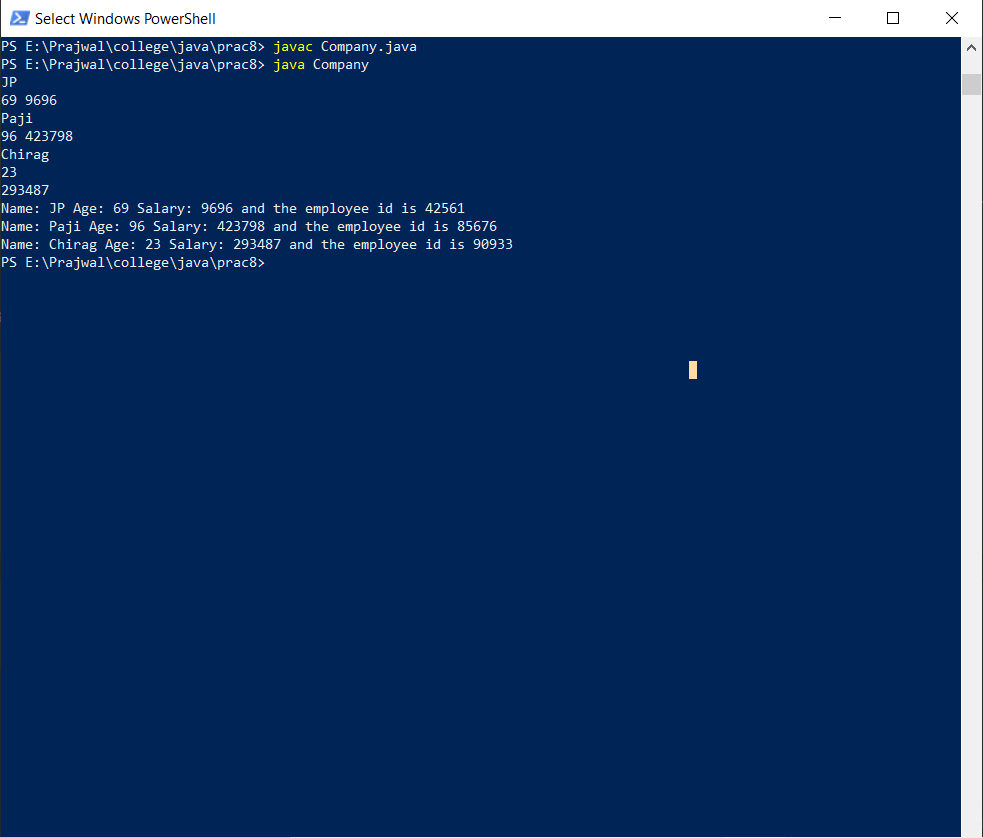 Select Windows PowerShell
PS E:\Prajwal\college\java\prac8> javac Company.java
PS E:\Prajwal\college\java\prac8> java Company
JP
69 9696
Paji
96 423798
Chirag
23
293487
Name: JP Age: 69 Salary: 9696 and the employee id is 42561
Name: Paji Age: 96 Salary: 423798 and the employee id is 85676
Name: Chirag Age: 23 Salary: 293487 and the employee id is 90933
PS E:\Prajwal\college\java\prac8>